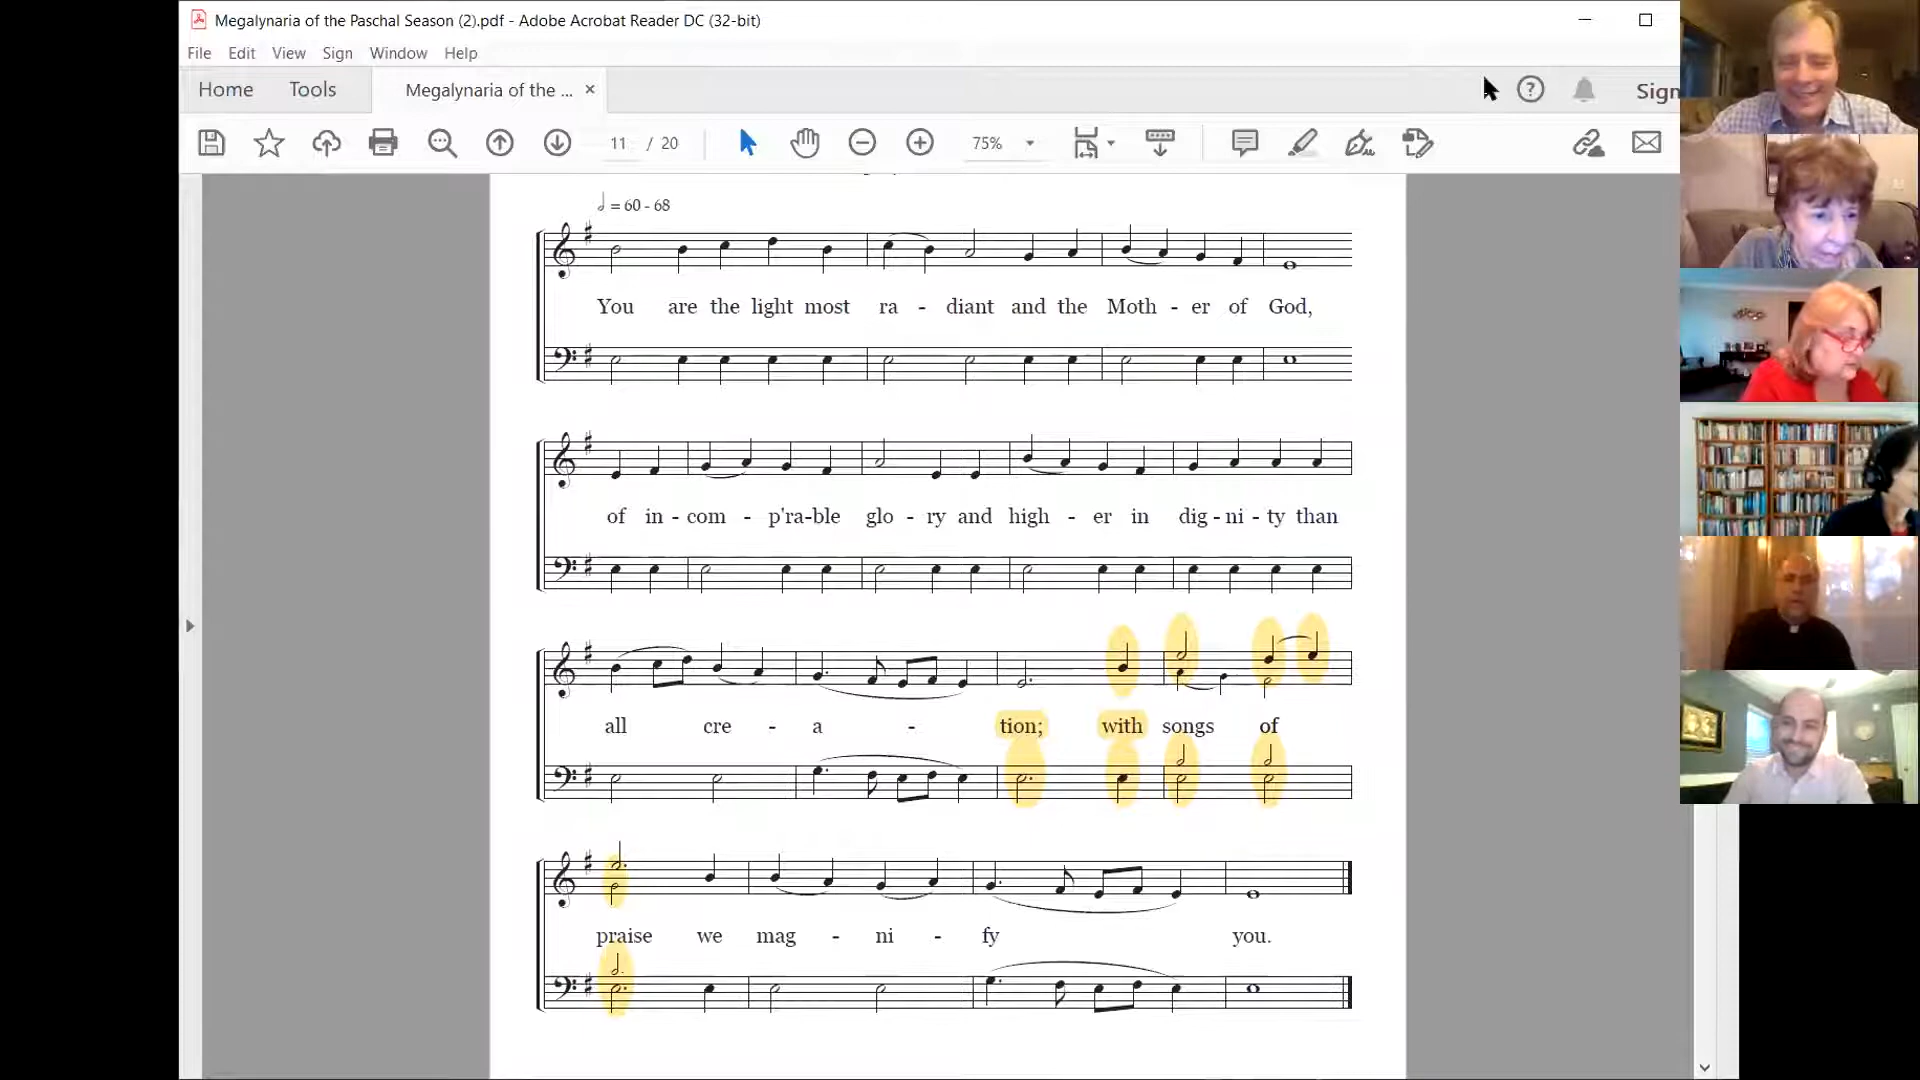 Megalynaria of the Paschal Season (2).pdf - Adobe Acrobat Reader DC (32-bit)
File Edit View Sign Window Help
Home Tools Megalynaria of the ... × Sign
11 / 20 75%
= 60 - 68
You are the light most ra - diant and the Moth - er of God,
of in - com - p'ra-ble glo - ry and high - er in dig - ni - ty than
all cre - a - tion; with songs of
praise we mag - ni - fy you.